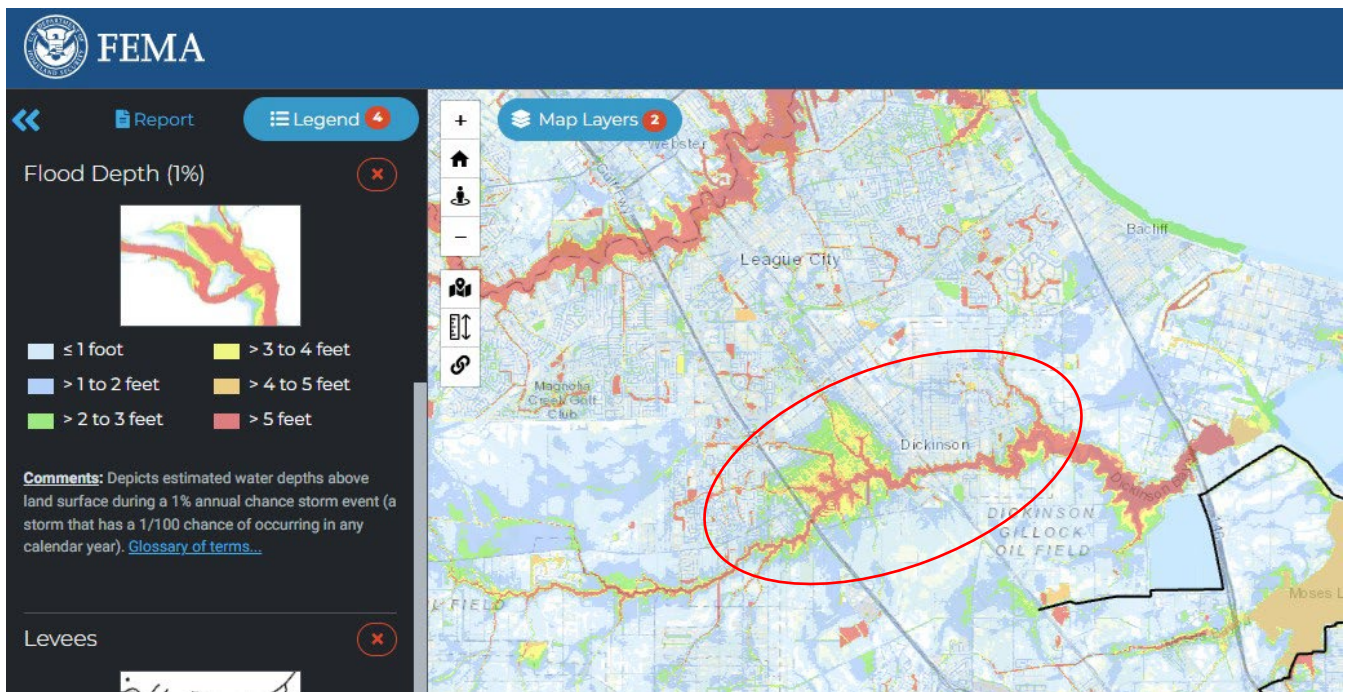 FEMA
Report
Legend 4
Map Layers 2
Flood Depth (1%)
≤ 1 foot
> 1 to 2 feet
> 2 to 3 feet
> 3 to 4 feet
> 4 to 5 feet
> 5 feet
Comments: Depicts estimated water depths above
land surface during a 1% annual chance storm event (a
storm that has a 1/100 chance of occurring in any
calendar year). Glossary of terms...
Levees
Webster
League City
Bacliff
Magnolia
Creek Golf
Club
Dickinson
DICKINSON
GILLOCK
OIL FIELD
FIELD
Moses L